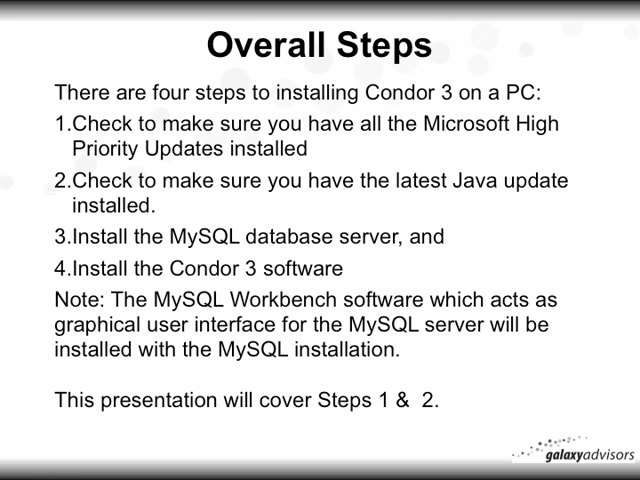 Overall Steps
There are four steps to installing Condor 3 on a PC:
1.Check to make sure you have all the Microsoft High
Priority Updates installed
2.Check to make sure you have the latest Java update
installed.
3.Install the MySQL database server, and
4.Install the Condor 3 software
Note: The MySQL Workbench software which acts as
graphical user interface for the MySQL server will be
installed with the MySQL installation.
This presentation will cover Steps 1 &  2.
galaxyadvisors